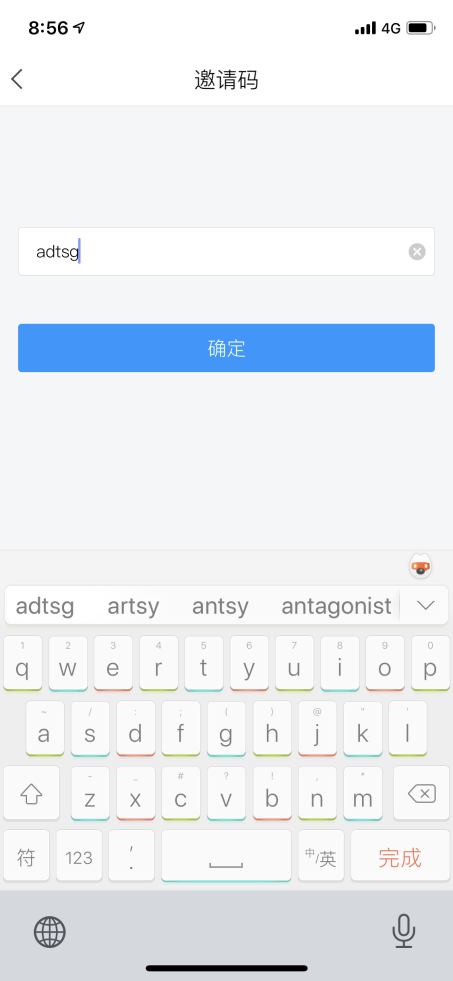 8:56 4G
邀请码
adtsg
确定
adtsg artsy antsy antagonist
1 2 3 4 5 6 7 8 9 0
q w e r t y u i o p
~ / : ; ( ) @ " '
a s d f g h j k l
- _ # ? ! , *
z x c v b n m
符 123 , . 中/英 完成